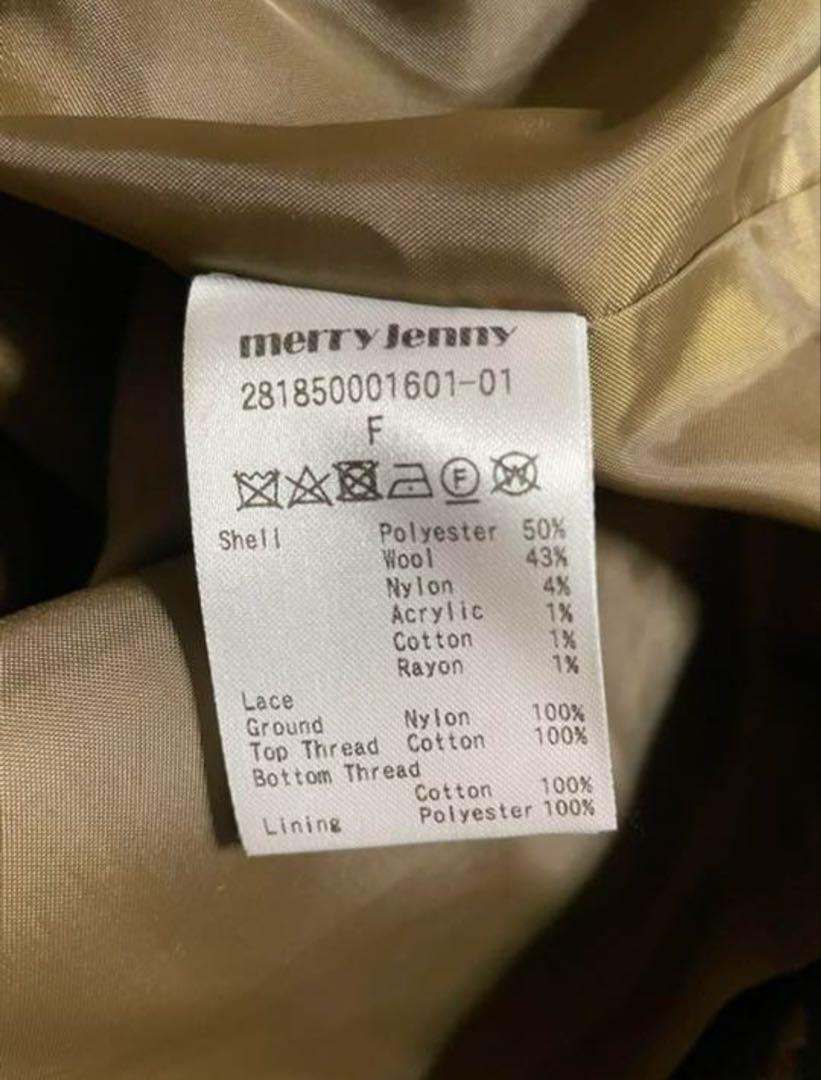 merry jenny
281850001601-01
F
F W
Shell Polyester 50%
Wool 43%
Nylon 4%
Acrylic 1%
Cotton 1%
Rayon 1%
Lace
Ground Nylon 100%
Top Thread Cotton 100%
Bottom Thread
Cotton 100%
Lining Polyester 100%